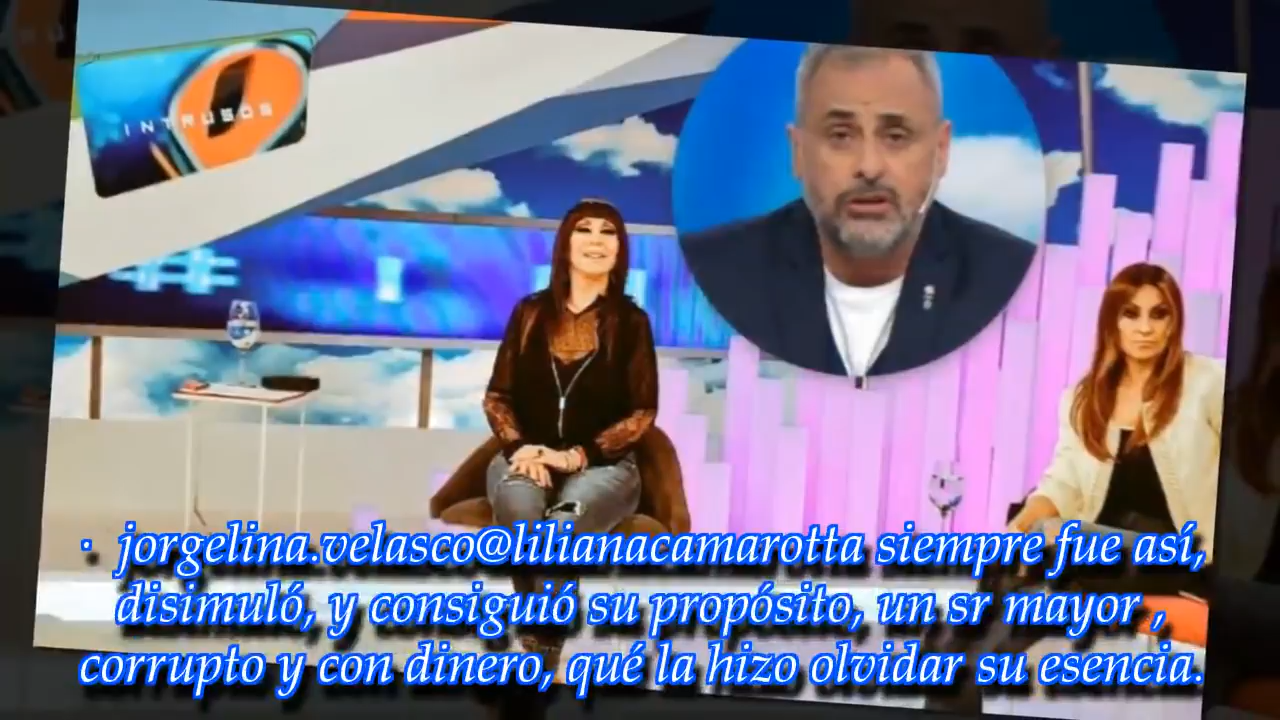 INTRUSOS
· jorgelina.velasco@lilianacamarotta siempre fue así,
disimuló, y consiguió su propósito, un sr mayor ,
corrupto y con dinero, qué la hizo olvidar su esencia.